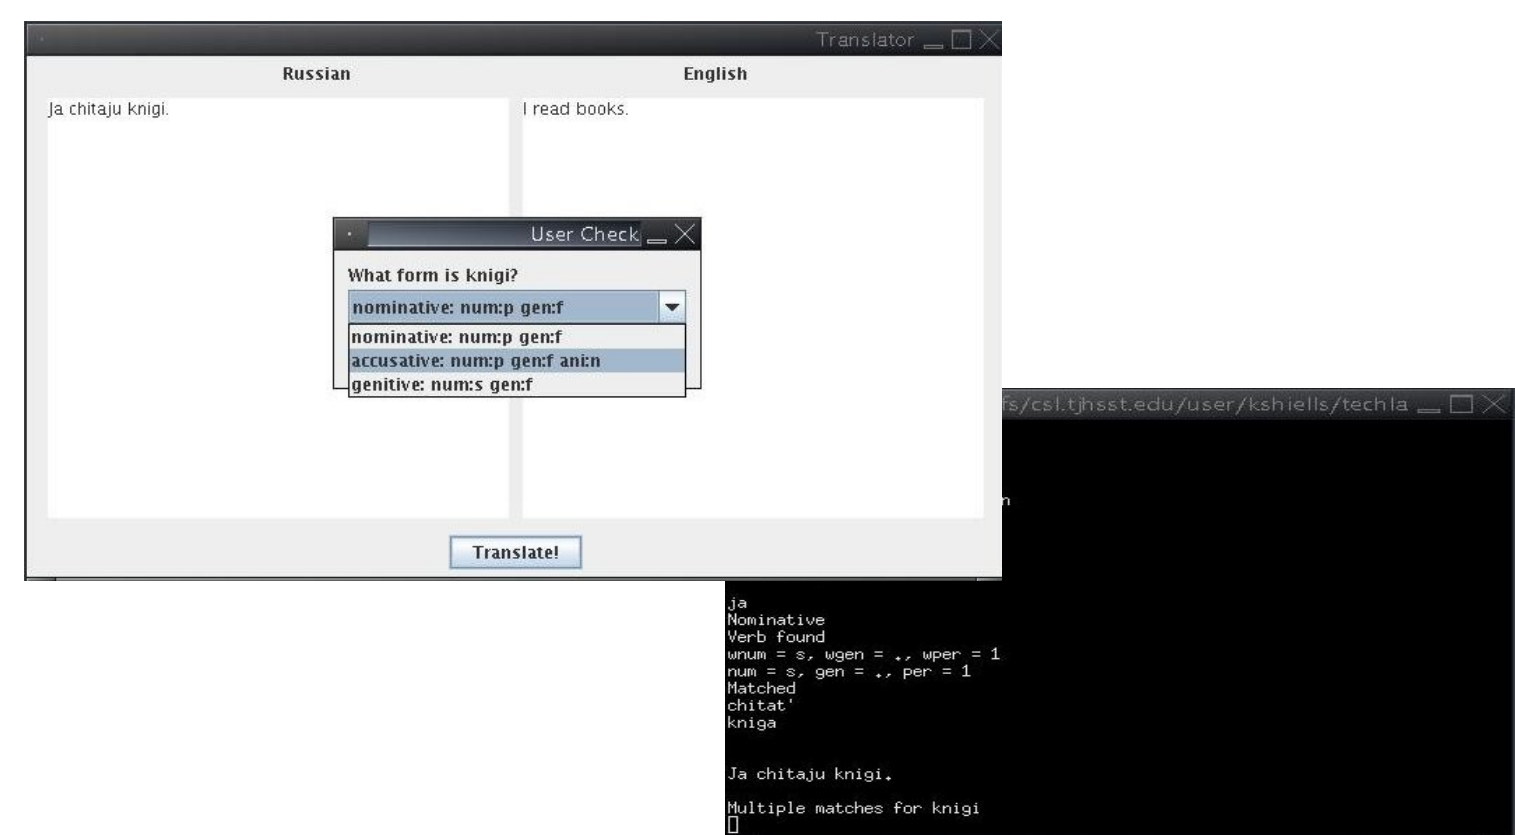 Translator
Russian English
Ja chitaju knigi. I read books.
User Check
What form is knigi?
nominative: num:p gen:f
nominative: num:p gen:f
accusative: num:p gen:f ani:n
genitive: num:s gen:f
Translate!
fs/csl.tjhsst.edu/user/kshiells/techla
n
ja
Nominative
Verb found
wnum = s, wgen = ., wper = 1
num = s, gen = ., per = 1
Matched
chitat'
kniga
Ja chitaju knigi.
Multiple matches for knigi